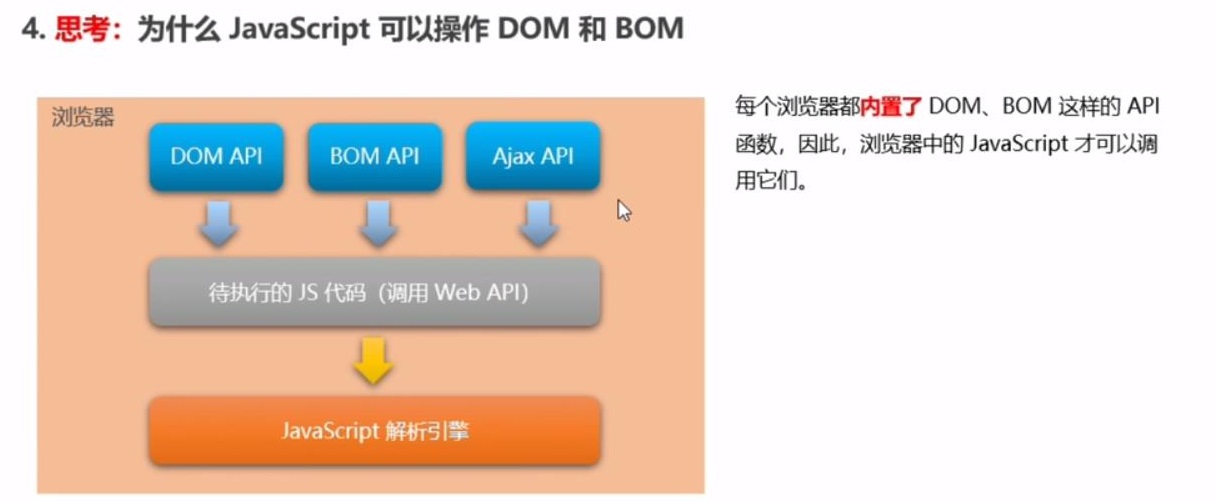 4. 思考：为什么 JavaScript 可以操作 DOM 和 BOM
浏览器
DOM API
BOM API
Ajax API
待执行的 JS 代码（调用 Web API）
JavaScript 解析引擎
每个浏览器都内置了 DOM、BOM 这样的 API
函数，因此，浏览器中的 JavaScript 才可以调
用它们。